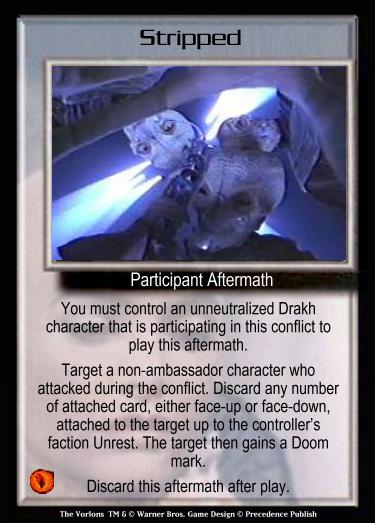 Stripped
Participant Aftermath
You must control an unneutralized Drakh
character that is participating in this conflict to
play this aftermath.
Target a non-ambassador character who
attacked during the conflict. Discard any number
of attached card, either face-up or face-down,
attached to the target up to the controller's
faction Unrest. The target then gains a Doom
mark.
Discard this aftermath after play.
The Vorlons TM & © Warner Bros. Game Design © Precedence Publish